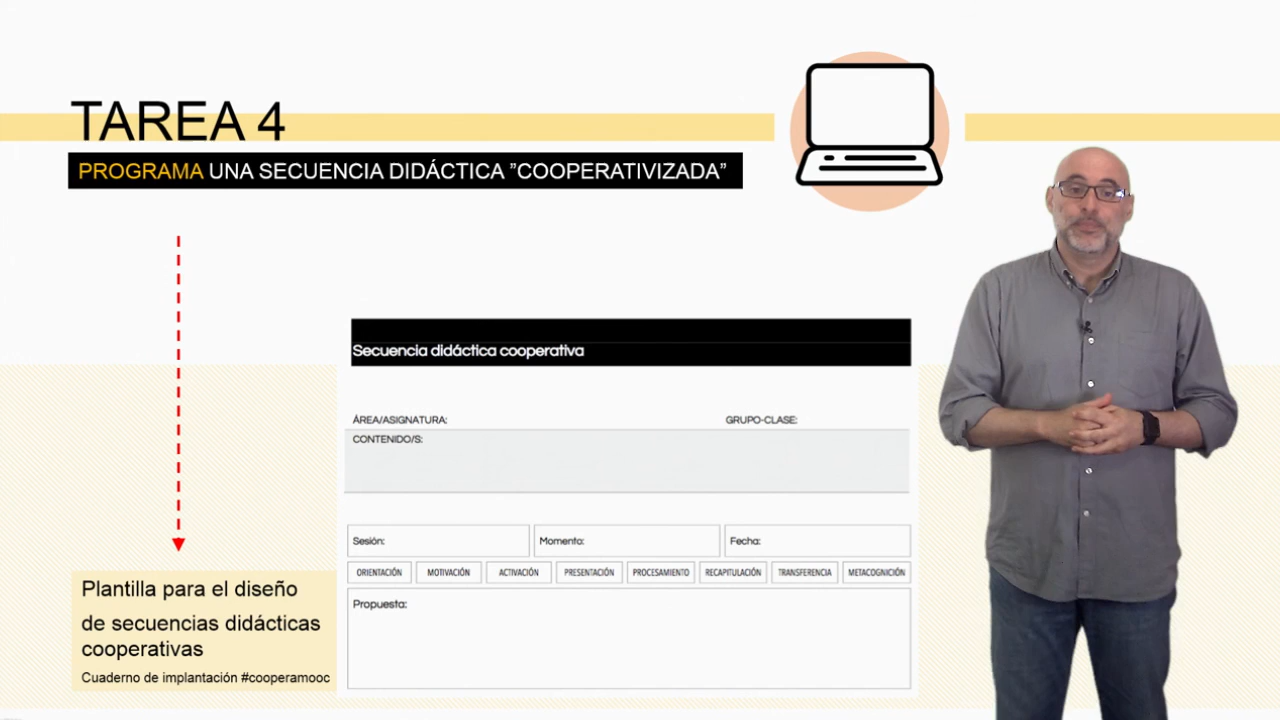 TAREA 4
PROGRAMA UNA SECUENCIA DIDÁCTICA ”COOPERATIVIZADA”
Secuencia didáctica cooperativa
ÁREA/ASIGNATURA: GRUPO-CLASE:
CONTENIDO/S:
Sesión: Momento: Fecha:
ORIENTACIÓN MOTIVACIÓN ACTIVACIÓN PRESENTACIÓN PROCESAMIENTO RECAPITULACIÓN TRANSFERENCIA METACOGNICIÓN
Propuesta:
Plantilla para el diseño
de secuencias didácticas
cooperativas
Cuaderno de implantación #cooperamooc